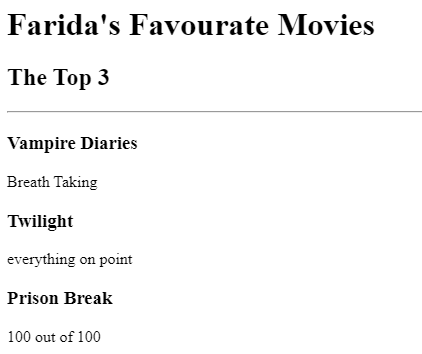 Farida's Favourate Movies
The Top 3
Vampire Diaries
Breath Taking
Twilight
everything on point
Prison Break
100 out of 100